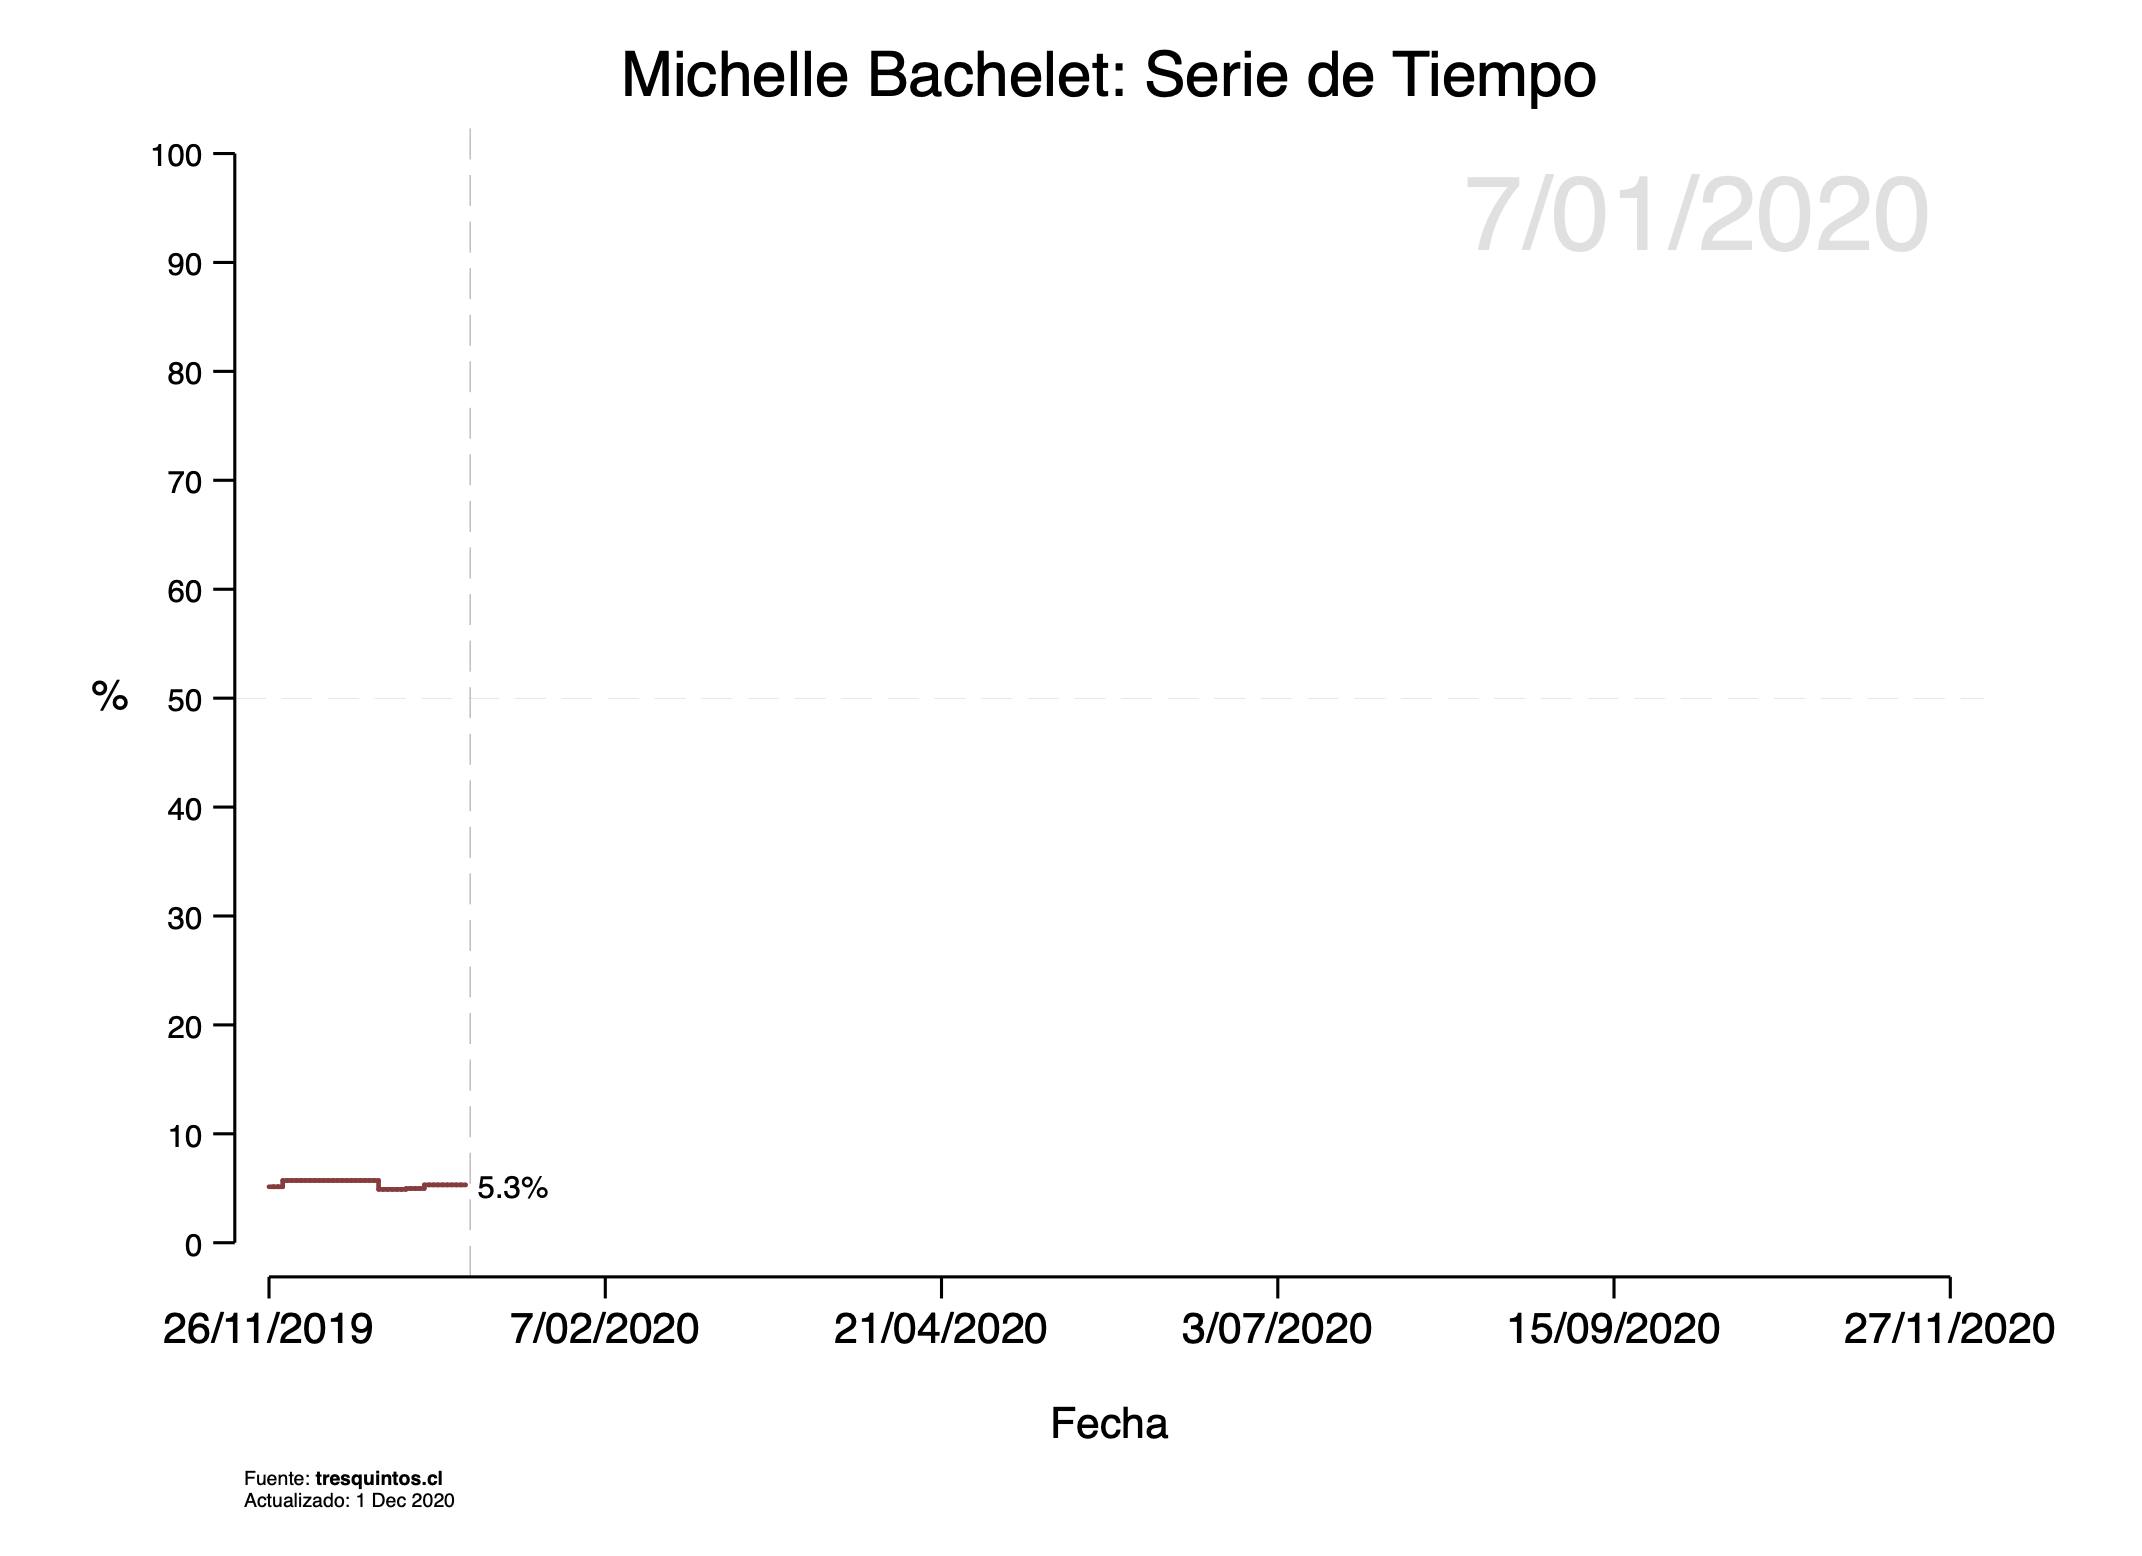 Michelle Bachelet: Serie de Tiempo
7/01/2020
100
90
80
70
60
50
40
30
20
10
0
%
5.3%
26/11/2019 7/02/2020 21/04/2020 3/07/2020 15/09/2020 27/11/2020
Fecha
Fuente: tresquintos.cl
Actualizado: 1 Dec 2020